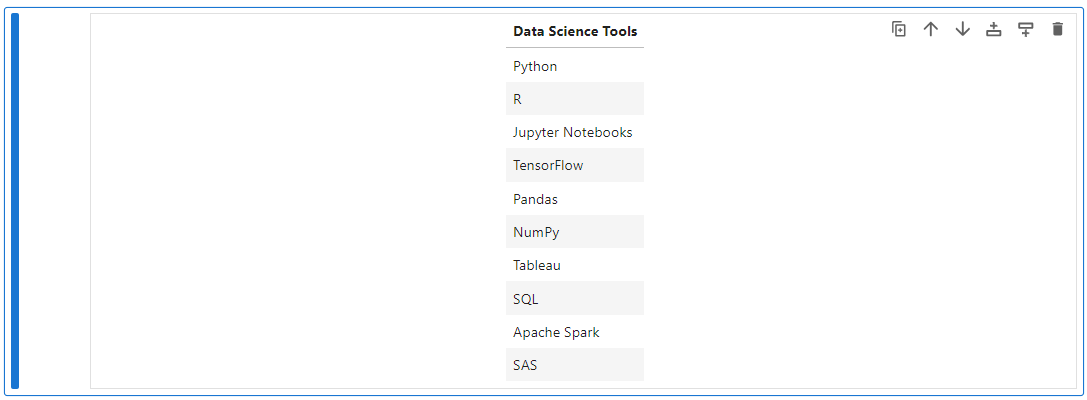 Data Science Tools
Python
R
Jupyter Notebooks
TensorFlow
Pandas
NumPy
Tableau
SQL
Apache Spark
SAS